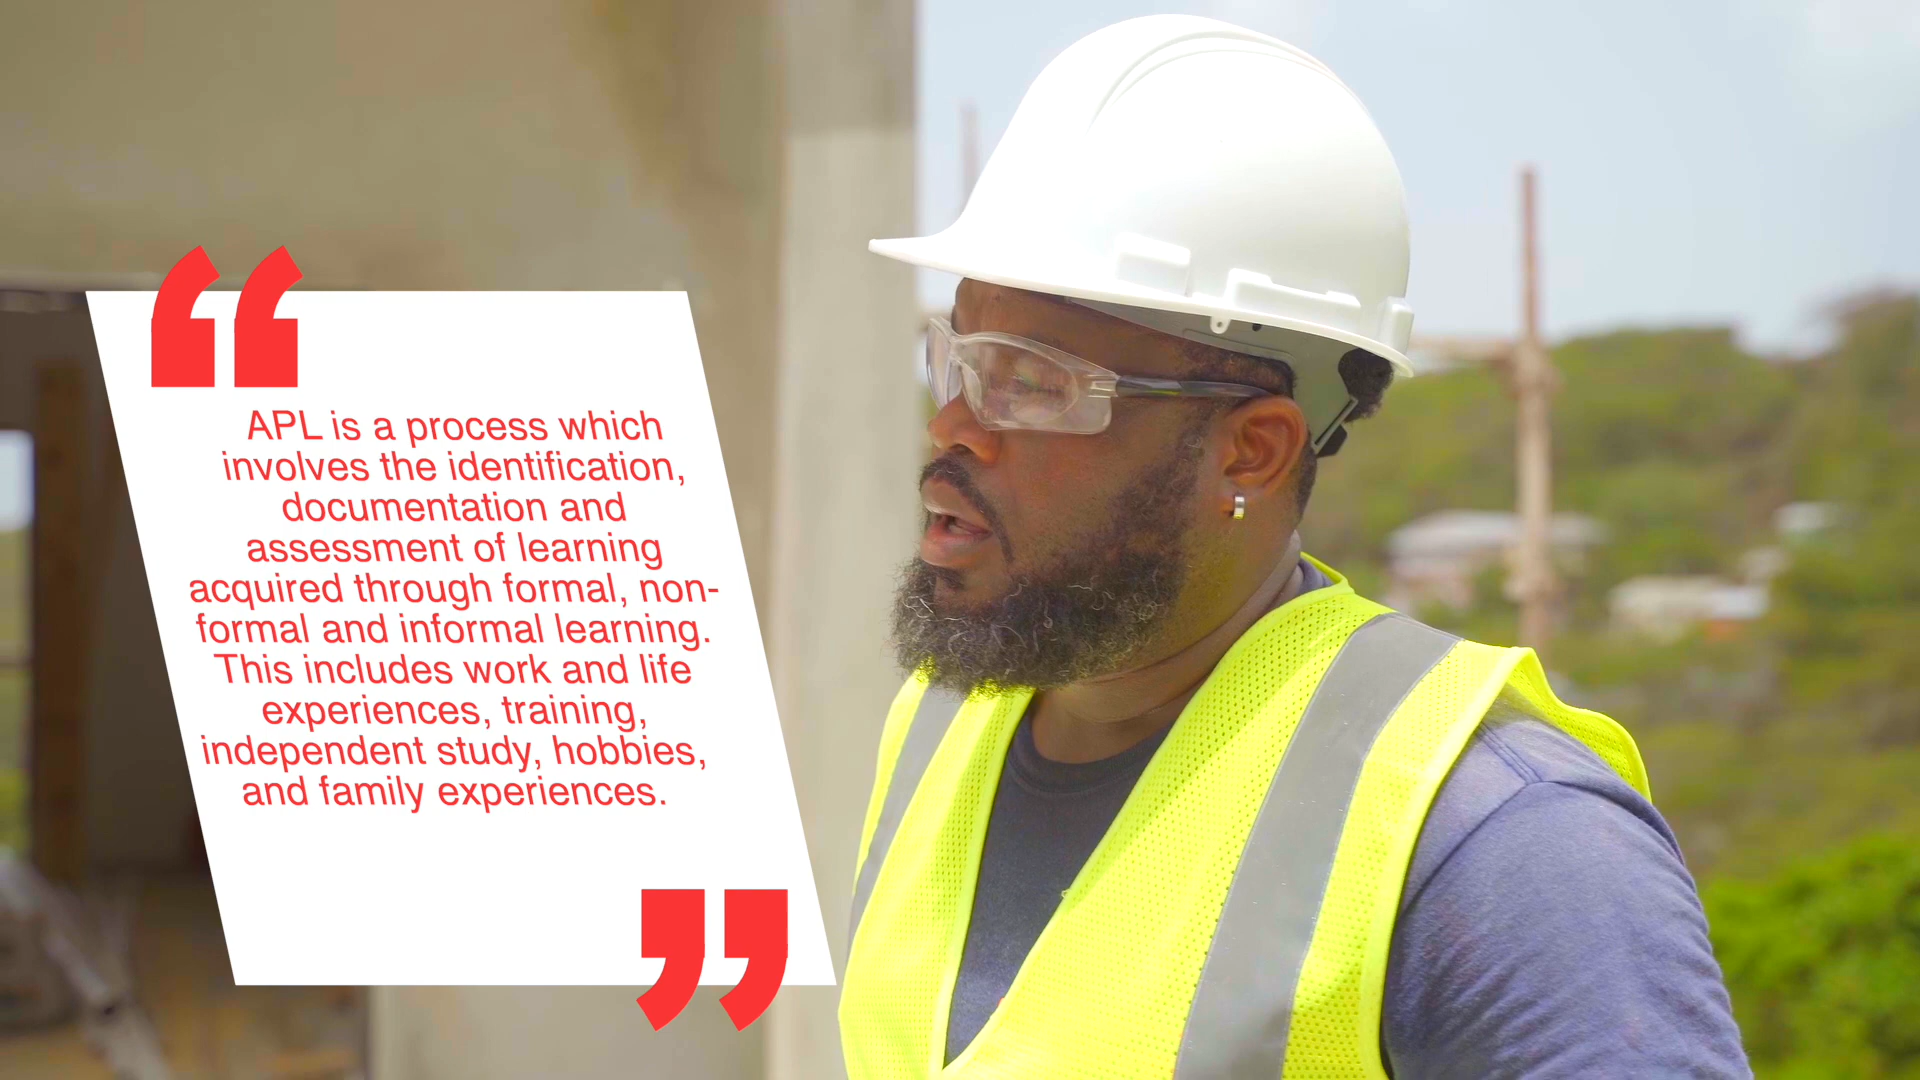 “
APL is a process which
involves the identification,
documentation and
assessment of learning
acquired through formal, non-
formal and informal learning.
This includes work and life
experiences, training,
independent study, hobbies,
and family experiences.
”